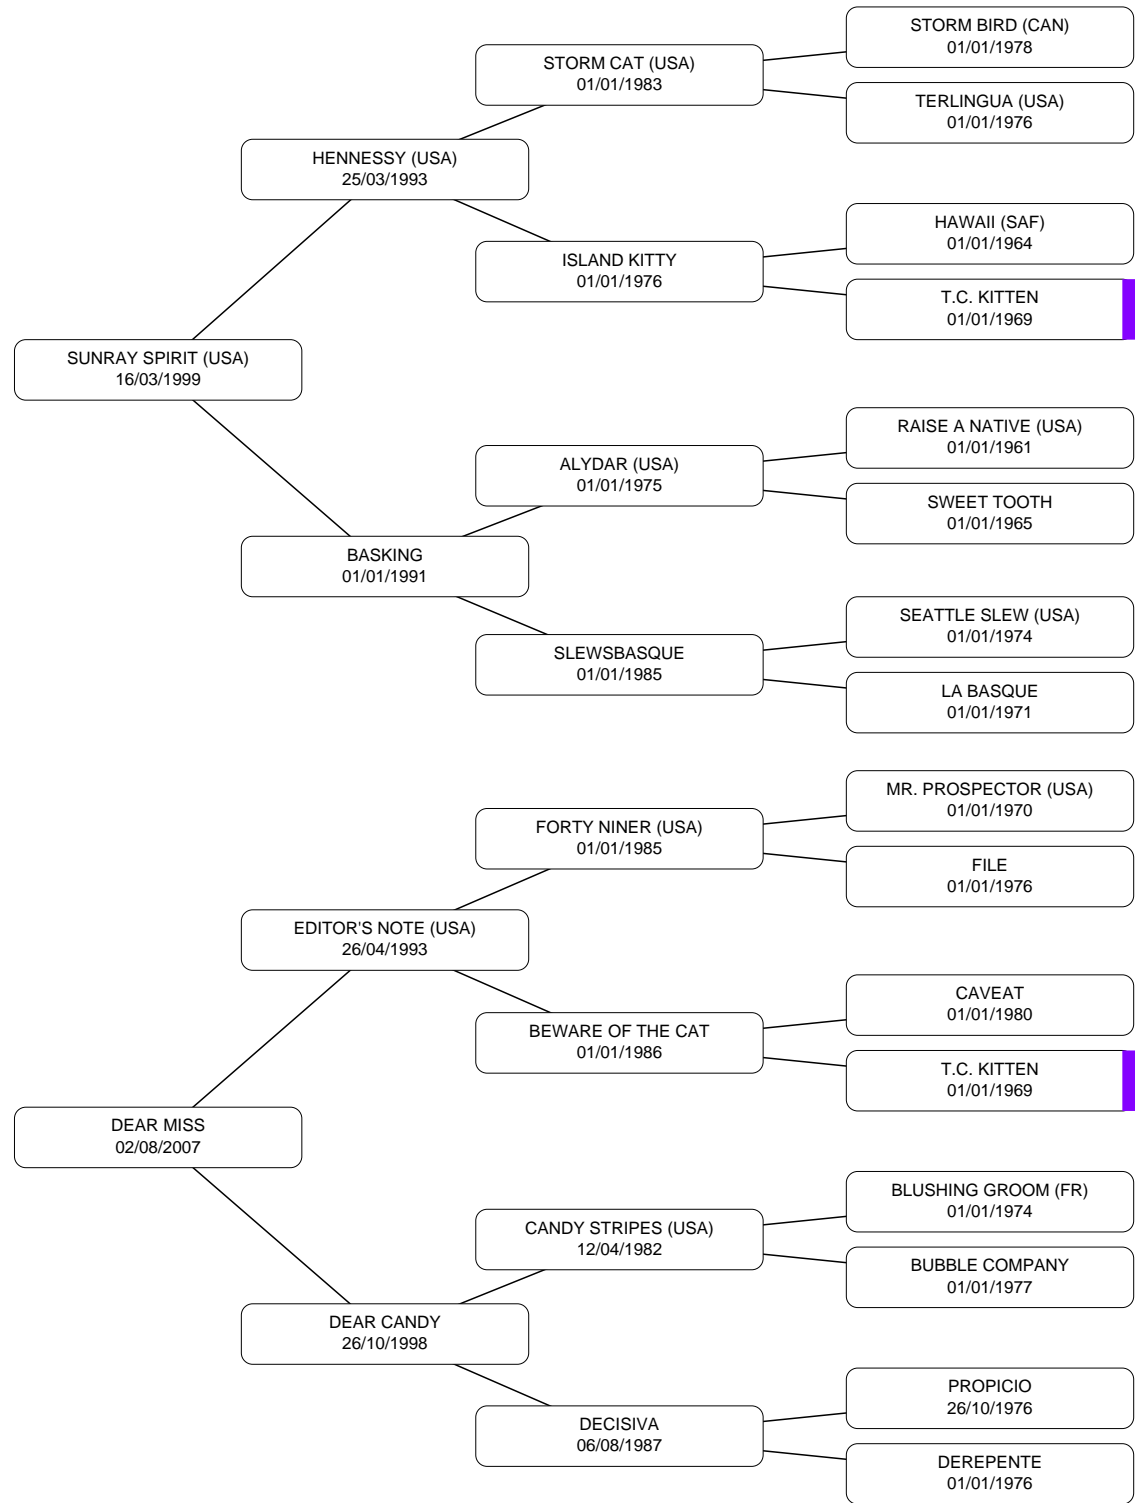 STORM BIRD (CAN)
01/01/1978
STORM CAT (USA)
01/01/1983
TERLINGUA (USA)
01/01/1976
HENNESSY (USA)
25/03/1993
HAWAII (SAF)
01/01/1964
ISLAND KITTY
01/01/1976
T.C. KITTEN
01/01/1969
SUNRAY SPIRIT (USA)
16/03/1999
RAISE A NATIVE (USA)
01/01/1961
ALYDAR (USA)
01/01/1975
SWEET TOOTH
01/01/1965
BASKING
01/01/1991
SEATTLE SLEW (USA)
01/01/1974
SLEWSBASQUE
01/01/1985
LA BASQUE
01/01/1971
MR. PROSPECTOR (USA)
01/01/1970
FORTY NINER (USA)
01/01/1985
FILE
01/01/1976
EDITOR'S NOTE (USA)
26/04/1993
CAVEAT
01/01/1980
BEWARE OF THE CAT
01/01/1986
T.C. KITTEN
01/01/1969
DEAR MISS
02/08/2007
BLUSHING GROOM (FR)
01/01/1974
CANDY STRIPES (USA)
12/04/1982
BUBBLE COMPANY
01/01/1977
DEAR CANDY
26/10/1998
PROPICIO
26/10/1976
DECISIVA
06/08/1987
DEREPENTE
01/01/1976